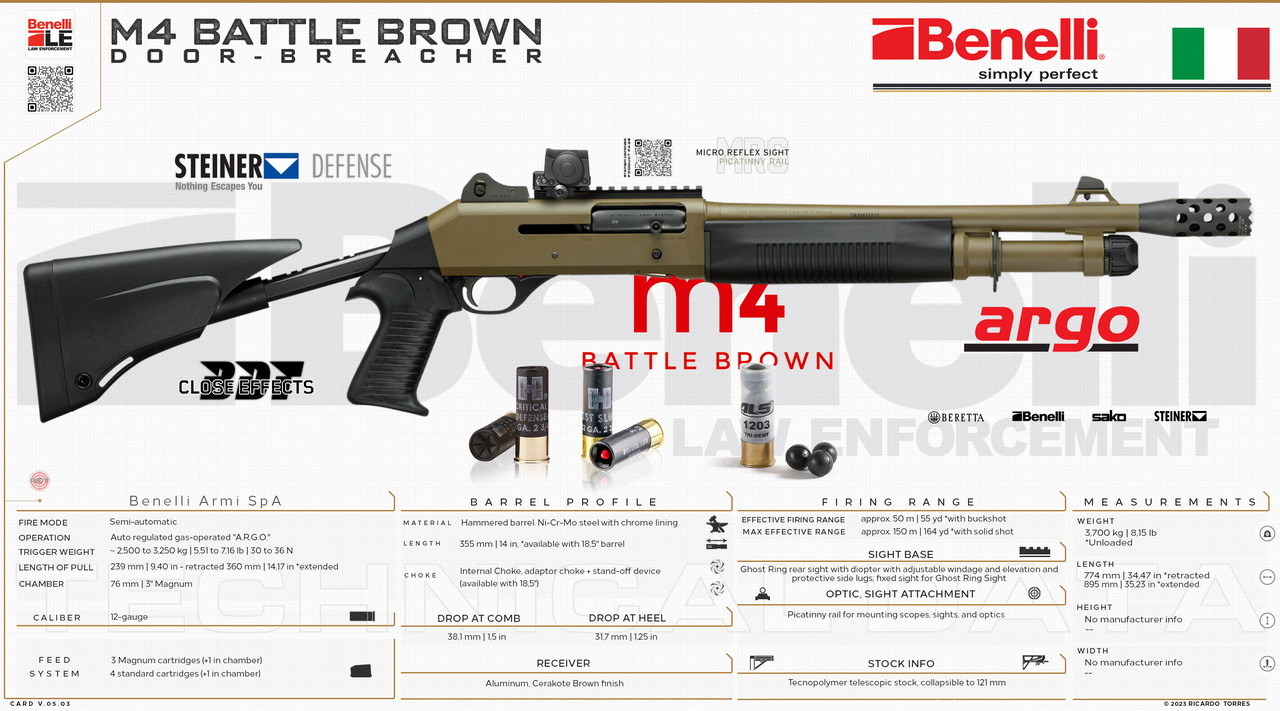 Benelli
LE
LAW ENFORCEMENT
M4 BATTLE BROWN
DOOR-BREACHER
Benelli
simply perfect
STEINER DEFENSE
Nothing Escapes You
MRS
MICRO REFLEX SIGHT
PICATINNY RAIL
Benelli
m4
BATTLE BROWN
argo
BDT
CLOSE EFFECTS
CRITICAL
DEFENSE
1203
TRI-DENT
BERETTA Benelli sako STEINER
LAW ENFORCEMENT
TECHNICAL DATA
Benelli Armi SpA
FIRE MODE Semi-automatic
OPERATION Auto regulated gas-operated "A.R.G.O."
TRIGGER WEIGHT ~ 2,500 to 3,250 kg | 5.51 to 7,16 lb | 30 to 36 N
LENGTH OF PULL 239 mm | 9,40 in - retracted 360 mm | 14,17 in *extended
CHAMBER 76 mm | 3" Magnum
CALIBER 12-gauge
FEED SYSTEM
3 Magnum cartridges (+1 in chamber)
4 standard cartridges (+1 in chamber)
BARREL PROFILE
MATERIAL Hammered barrel, Ni-Cr-Mo steel with chrome lining
LENGTH 355 mm | 14 in, *available with 18,5" barrel
CHOKE Internal Choke, adaptor choke + stand-off device
(available with 18,5")
DROP AT COMB DROP AT HEEL
38,1 mm | 1,5 in 31,7 mm | 1,25 in
RECEIVER
Aluminum, Cerakote Brown finish
FIRING RANGE
EFFECTIVE FIRING RANGE approx. 50 m | 55 yd *with buckshot
MAX EFFECTIVE RANGE approx. 150 m | 164 yd *with solid shot
SIGHT BASE
Ghost Ring rear sight with diopter with adjustable windage and elevation and
protective side lugs; fixed sight for Ghost Ring Sight
OPTIC, SIGHT ATTACHMENT
Picatinny rail for mounting scopes, sights, and optics
STOCK INFO
Tecnopolymer telescopic stock, collapsible to 121 mm
MEASUREMENTS
WEIGHT
3,700 kg | 8,15 lb
*Unloaded
LENGTH
774 mm | 34.47 in *retracted
895 mm | 35,23 in *extended
HEIGHT
No manufacturer info
--
WIDTH
No manufacturer info
--
CARD V.05.03
© 2023 RICARDO TORRES